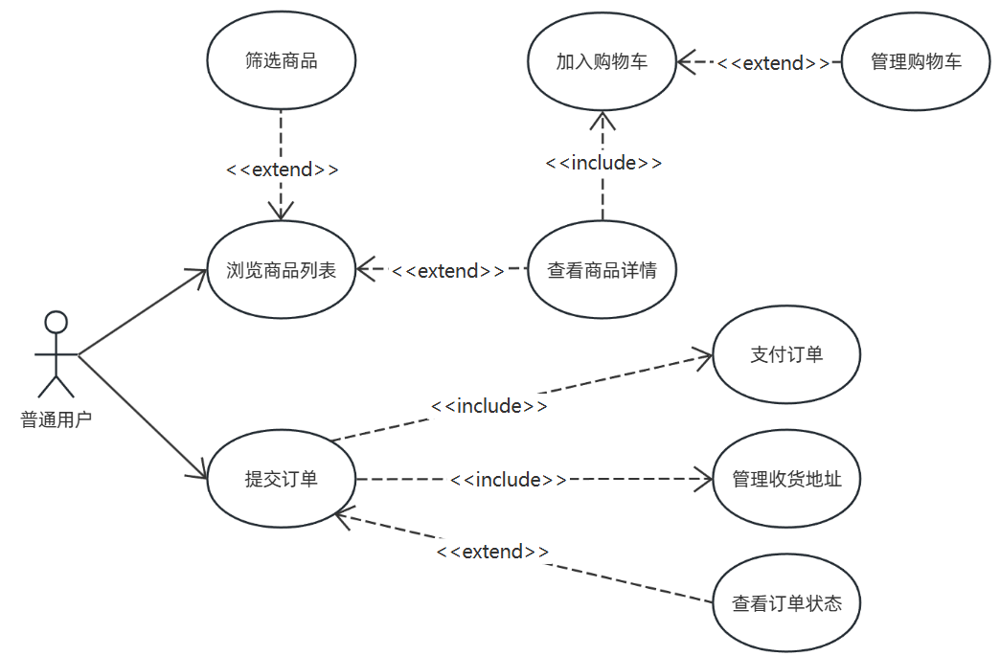 筛选商品
加入购物车
<<extend>>
管理购物车
<<extend>>
<<include>>
浏览商品列表
<<extend>>
查看商品详情
普通用户
支付订单
<<include>>
提交订单
<<include>>
管理收货地址
<<extend>>
查看订单状态